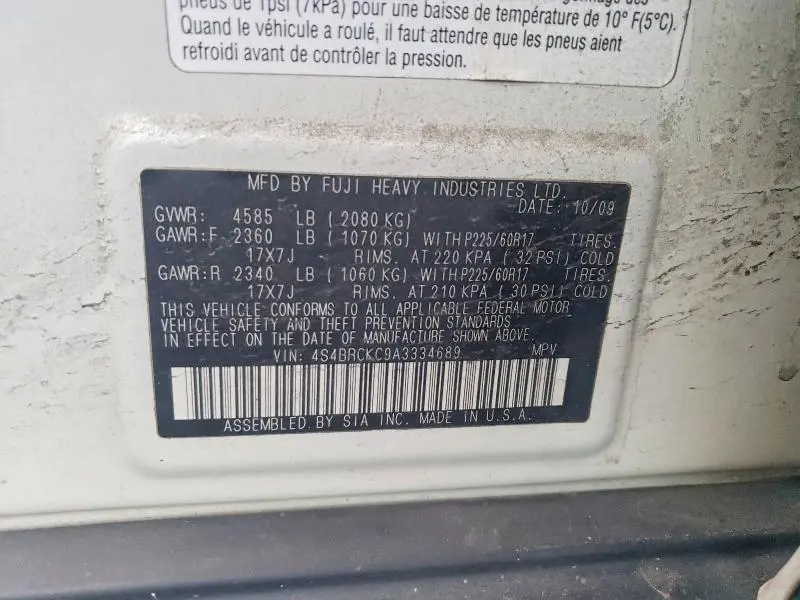 pneus de 1psi (7kPa) pour une baisse de température de 10° F(5°C).
Quand le véhicule a roulé, il faut attendre que les pneus aient
refroidi avant de contrôler la pression.
MFD BY FUJI HEAVY INDUSTRIES LTD.
DATE: 10/09
GVWR: 4585 LB (2080 KG)
GAWR:F 2360 LB (1070 KG) WITH P225/60R17 TIRES,
17X7J RIMS, AT 220 KPA (32 PSI) COLD
GAWR:R 2340 LB (1060 KG) WITH P225/60R17 TIRES,
17X7J RIMS, AT 210 KPA (30 PSI) COLD
THIS VEHICLE CONFORMS TO ALL APPLICABLE FEDERAL MOTOR
VEHICLE SAFETY AND THEFT PREVENTION STANDARDS
IN EFFECT ON THE DATE OF MANUFACTURE SHOWN ABOVE.
VIN: 4S4BRCKC9A3334689 MPV
ASSEMBLED BY SIA INC. MADE IN U.S.A.